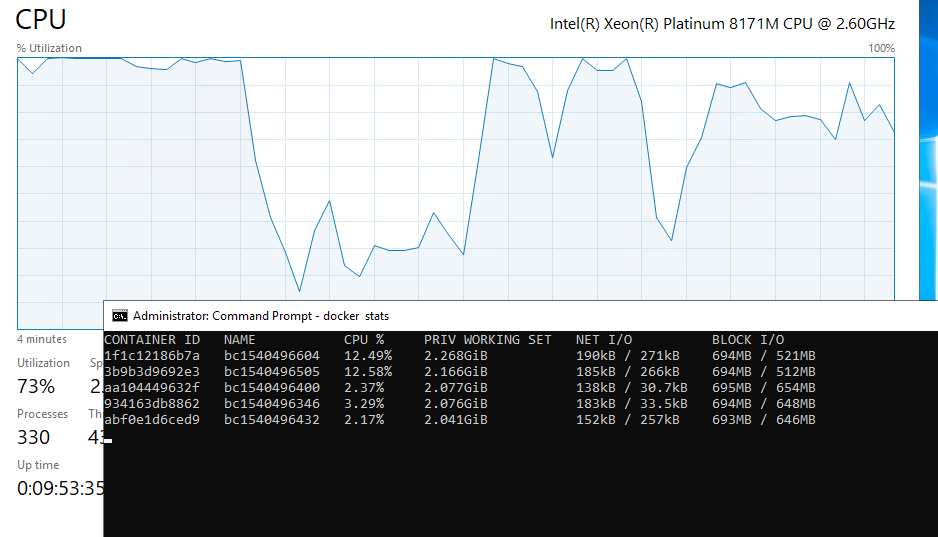 CPU
Intel(R) Xeon(R) Platinum 8171M CPU @ 2.60GHz
% Utilization
100%
Administrator: Command Prompt - docker stats
4 minutes
Utilization
73%
Processes
330
Up time
0:09:53:35
CONTAINER ID NAME CPU % PRIV WORKING SET NET I/O BLOCK I/O
1f1c12186b7a bc1540496604 12.49% 2.268GiB 190kB / 271kB 694MB / 521MB
3b9b3d9692e3 bc1540496505 12.58% 2.166GiB 185kB / 266kB 694MB / 512MB
aa104449632f bc1540496400 2.37% 2.077GiB 138kB / 30.7kB 695MB / 654MB
934163db8862 bc1540496346 3.29% 2.076GiB 183kB / 33.5kB 694MB / 648MB
abf0e1d6ced9 bc1540496432 2.17% 2.041GiB 152kB / 257kB 693MB / 646MB